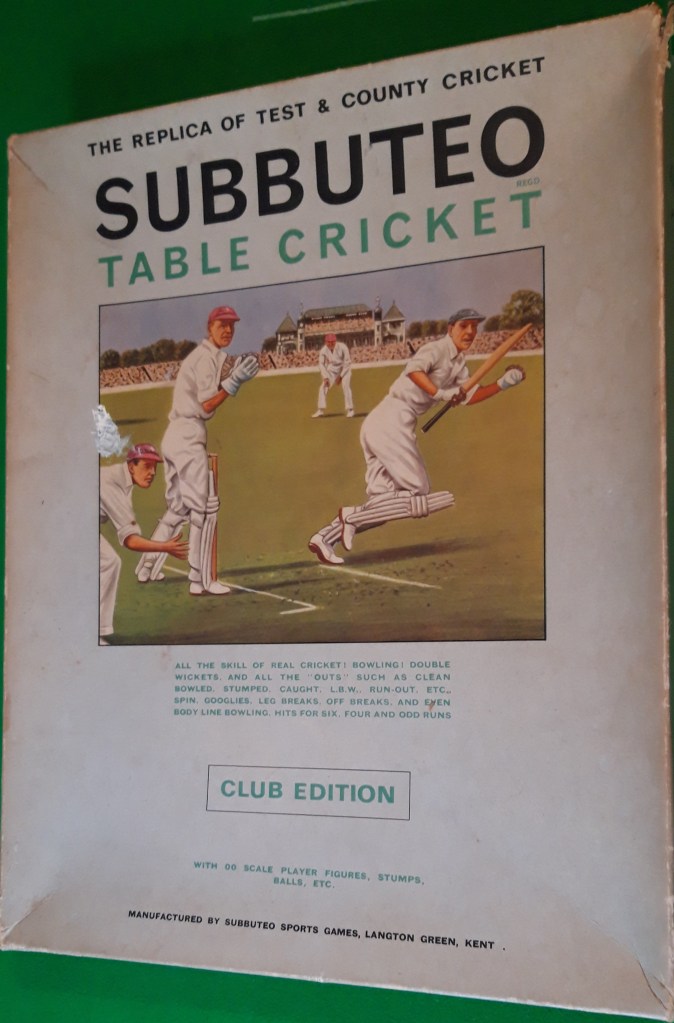 THE REPLICA OF TEST & COUNTY CRICKET
SUBBUTEO
REGD.
TABLE CRICKET
ALL THE SKILL OF REAL CRICKET! BOWLING! DOUBLE
WICKETS, AND ALL THE "OUTS" SUCH AS CLEAN
BOWLED, STUMPED, CAUGHT, L.B.W., RUN-OUT, ETC.,
SPIN, GOOGLIES, LEG BREAKS, OFF BREAKS, AND EVEN
BODY LINE BOWLING, HITS FOR SIX, FOUR AND ODD RUNS
CLUB EDITION
WITH 00 SCALE PLAYER FIGURES, STUMPS,
BALLS, ETC.
MANUFACTURED BY SUBBUTEO SPORTS GAMES, LANGTON GREEN, KENT .